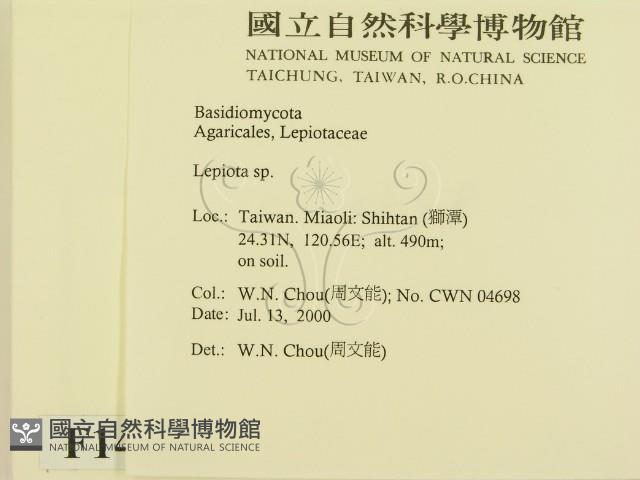 國立自然科學博物館
NATIONAL MUSEUM OF NATURAL SCIENCE
TAICHUNG, TAIWAN, R.O.CHINA
Basidiomycota
Agaricales, Lepiotaceae
Lepiota sp.
Loc.: Taiwan. Miaoli: Shihtan (獅潭)
24.31N, 120.56E; alt. 490m;
on soil.
Col.: W.N. Chou(周文能); No. CWN 04698
Date: Jul. 13, 2000
Det.: W.N. Chou(周文能)
國立自然科學博物館
NATIONAL MUSEUM OF NATURAL SCIENCE